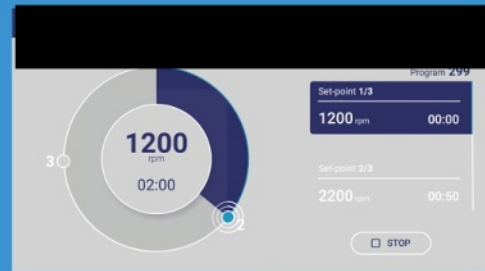 Program 299
Set-point 1/3
1200 rpm 00:00
1200
rpm
02:00
3
2
Set-point 2/3
2200 rpm 00:50
STOP